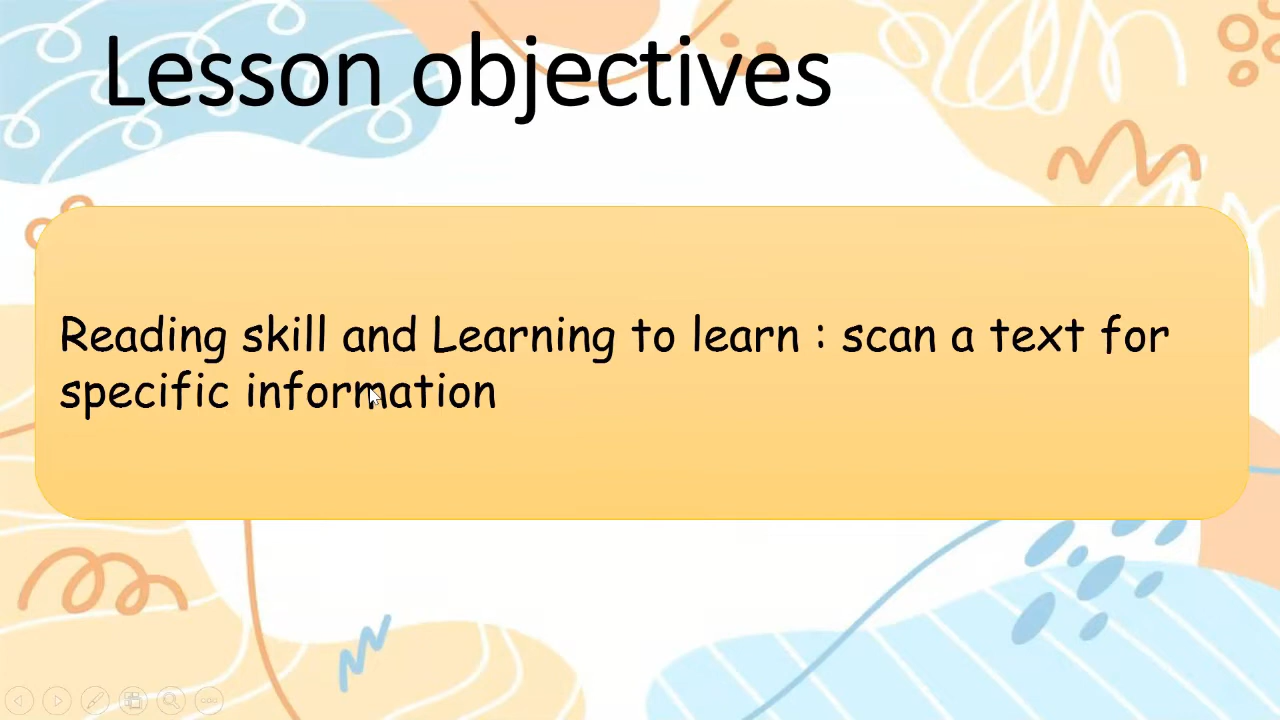 Lesson objectives
Reading skill and Learning to learn : scan a text for
specific information